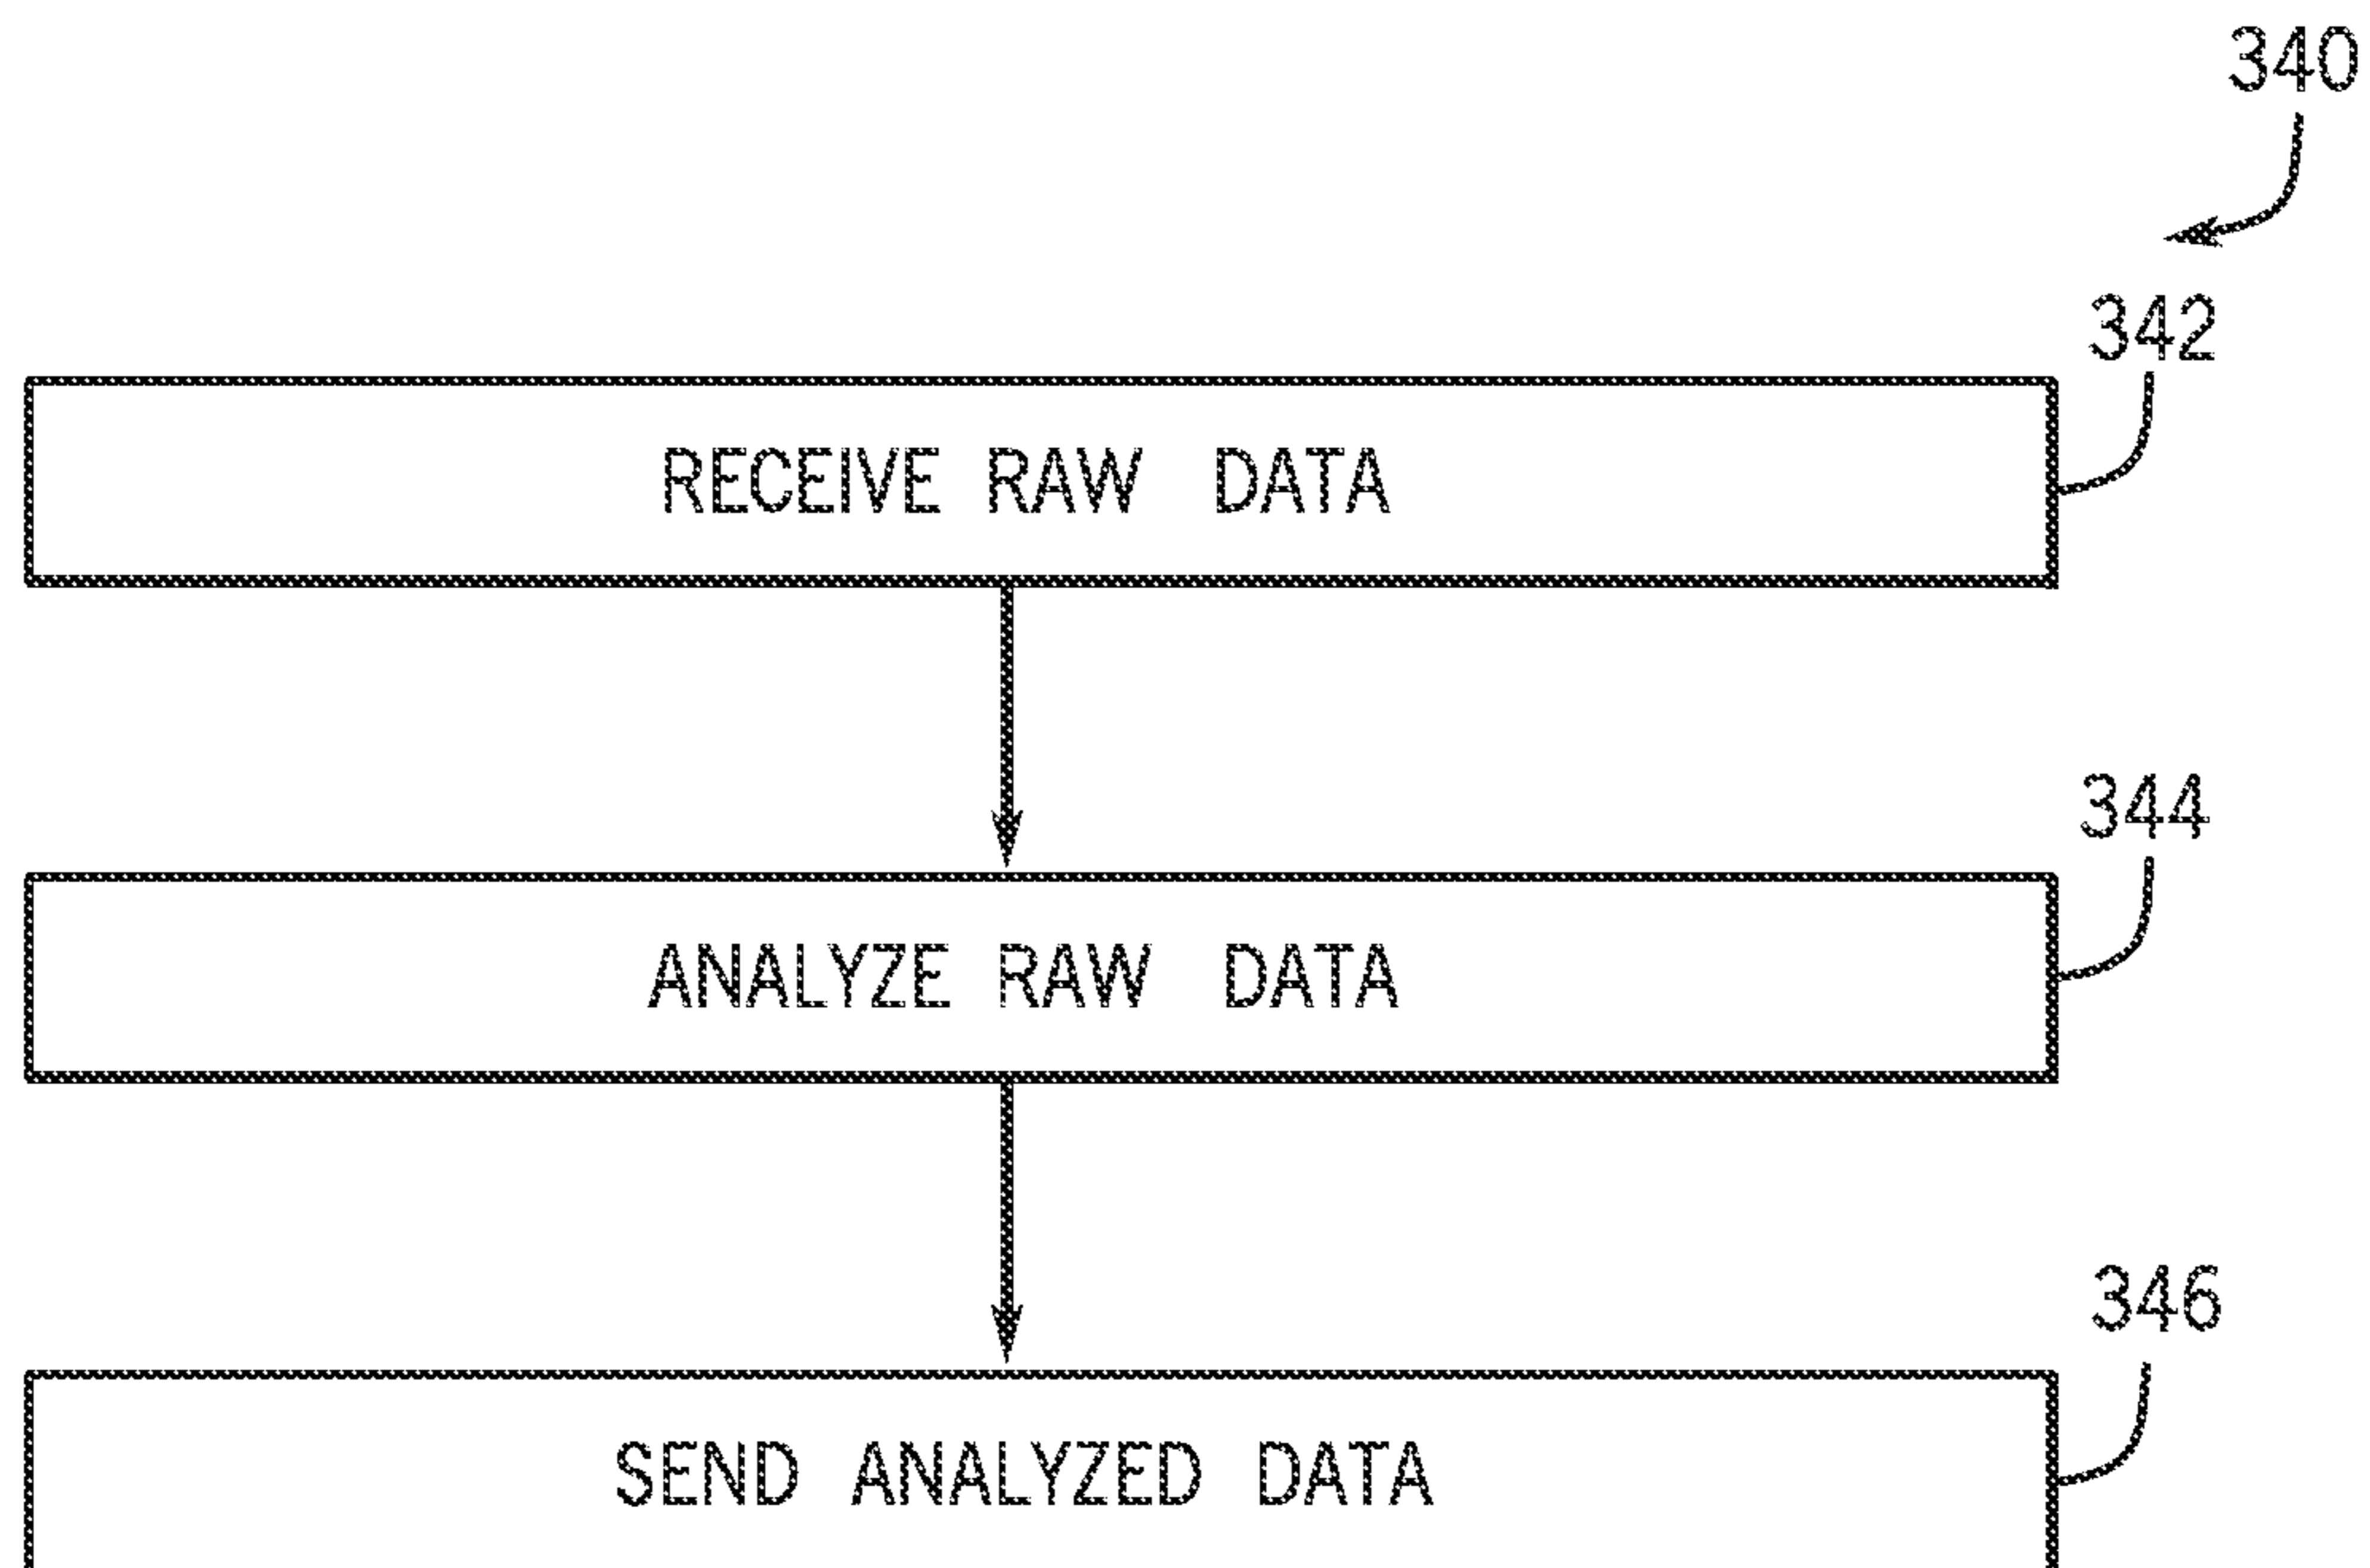 340
342
RECEIVE RAW DATA
344
ANALYZE RAW DATA
346
SEND ANALYZED DATA